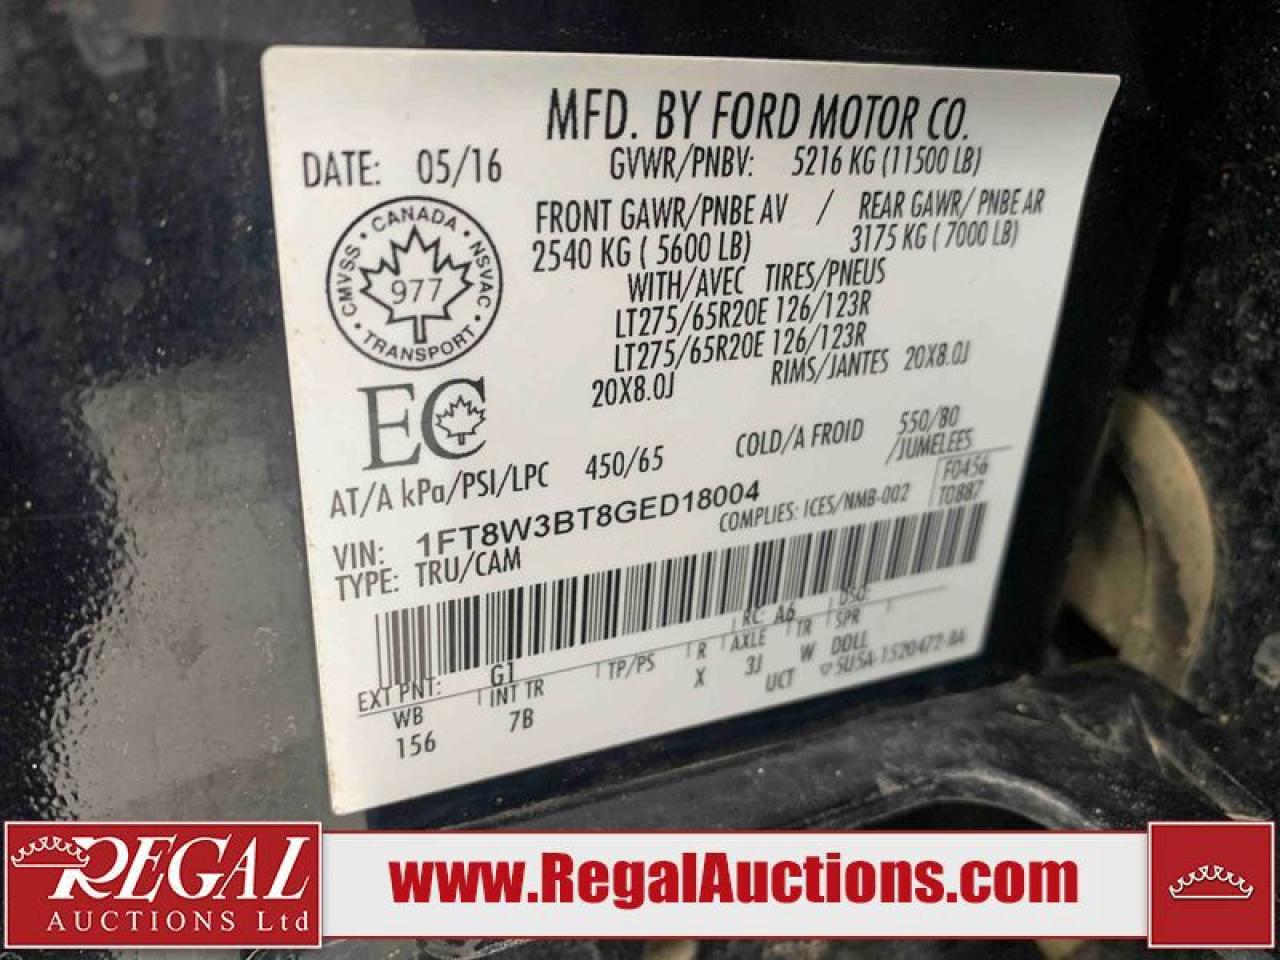 MFD. BY FORD MOTOR CO.
DATE: 05/16
GVWR/PNBV: 5216 KG (11500 LB)
FRONT GAWR/PNBE AV / REAR GAWR/ PNBE AR
2540 KG ( 5600 LB) 3175 KG ( 7000 LB)
WITH/AVEC TIRES/PNEUS
LT275/65R20E 126/123R
LT275/65R20E 126/123R
20X8.0J RIMS/JANTES 20X8.0J
CMVSS • CANADA • NSVAC • TRANSPORT •
977
EC
AT/A kPa/PSI/LPC 450/65 COLD/A FROID 550/80
/JUMELEES
VIN: 1FT8W3BT8GED18004
F0456
T0887
TYPE: TRU/CAM
COMPLIES: ICES/NMB-002
EXT PNT: G1 RC: A6 DSO:
WB INT TR TP/PS R AXLE TR SPR
156 7B X 3J W DDLL
UCT ▽5U5A-1520472-BA
REGAL
AUCTIONS Ltd
www.RegalAuctions.com